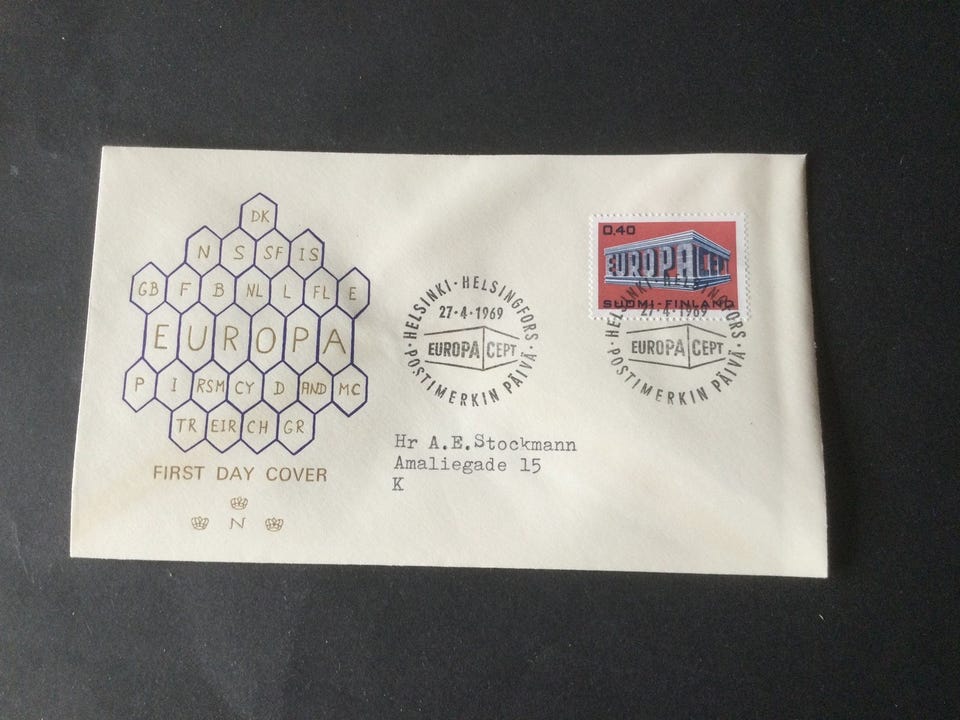 DK
N S SF IS
GB F B NL L FL E
EUROPA
P I RSM CY D AND MC
TR EIR CH GR
FIRST DAY COVER
N
HELSINKI · HELSINGFORS
27·4·1969
EUROPA CEPT
· POSTIMERKIN PÄIVÄ ·
0,40
EUROPA CEPT
SUOMI-FINLAND
HELSINKI · HELSINGFORS
27·4·1969
EUROPA CEPT
· POSTIMERKIN PÄIVÄ ·
Hr A.E.Stockmann
Amaliegade 15
K